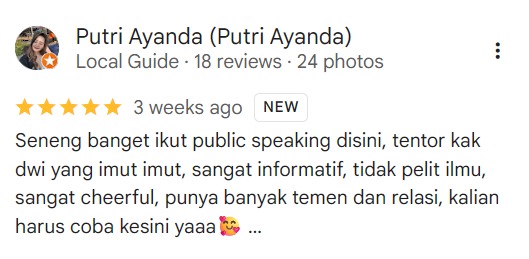 Putri Ayanda (Putri Ayanda)
Local Guide · 18 reviews · 24 photos
3 weeks ago NEW
Seneng banget ikut public speaking disini, tentor kak
dwi yang imut imut, sangat informatif, tidak pelit ilmu,
sangat cheerful, punya banyak temen dan relasi, kalian
harus coba kesini yaaa🥰 ...